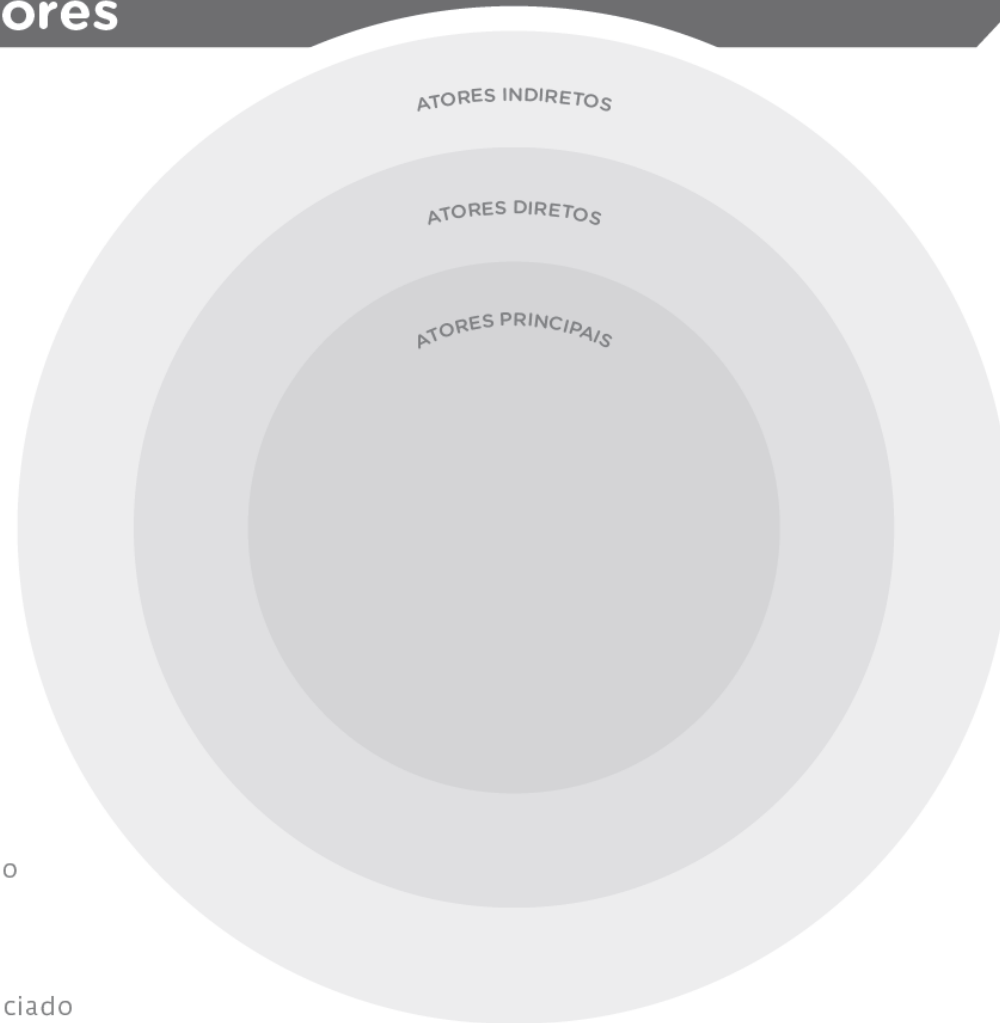 ores
ATORES INDIRETOS
ATORES DIRETOS
ATORES PRINCIPAIS
o
ciado